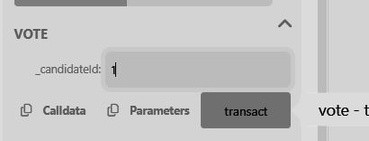 VOTE
_candidateId: 1
Calldata Parameters transact vote - t